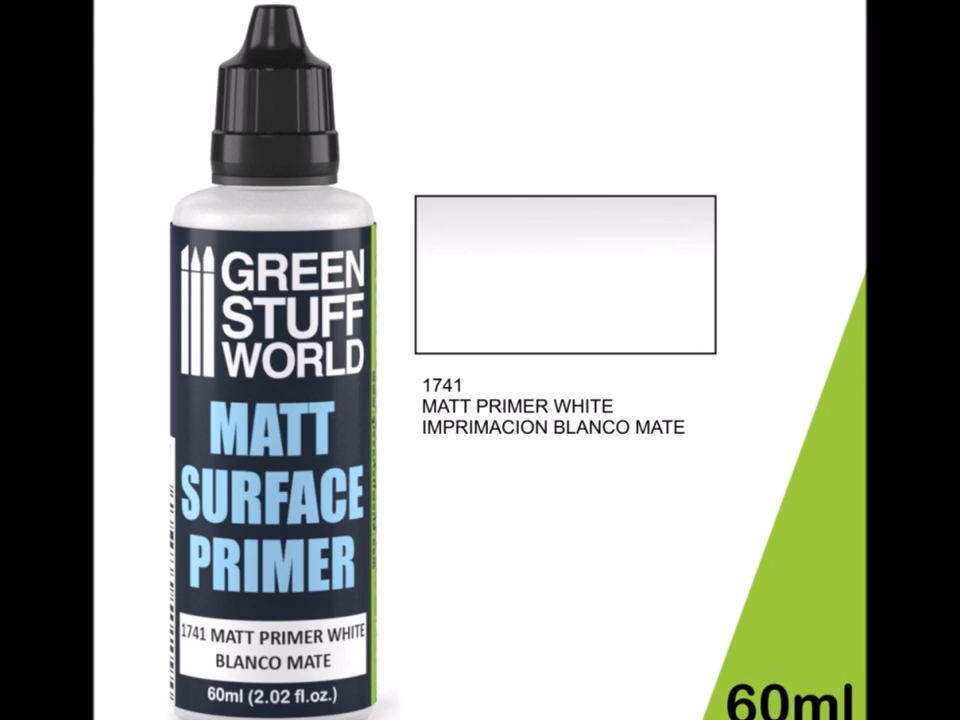 GREEN
STUFF
WORLD
MATT
SURFACE
PRIMER
1741 MATT PRIMER WHITE
BLANCO MATE
60ml (2.02 fl.oz.)
1741
MATT PRIMER WHITE
IMPRIMACION BLANCO MATE
60ml